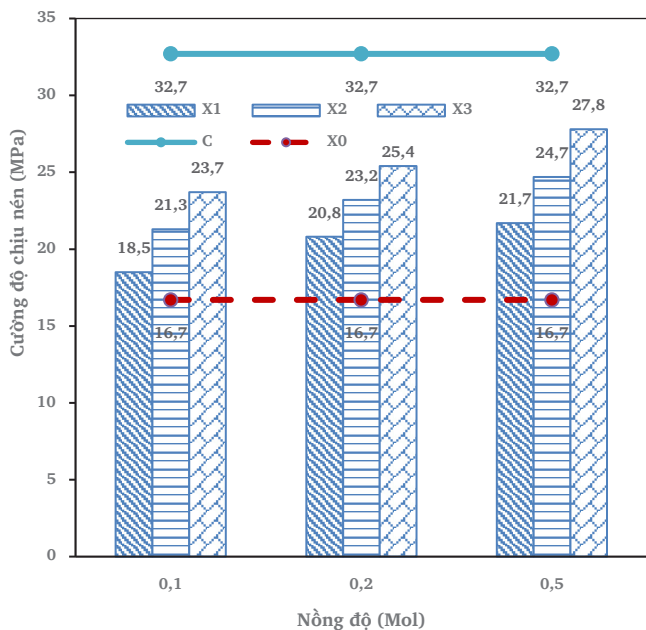 35
32,7 32,7 32,7
30
X1 X2 X3
27,8
C X0
25,4
25
24,7
23,7
23,2
21,3
21,7
20,8
20
18,5
16,7 16,7 16,7
15
10
5
0
0,1 0,2 0,5
Nồng độ (Mol)
Cường độ chịu nén (MPa)